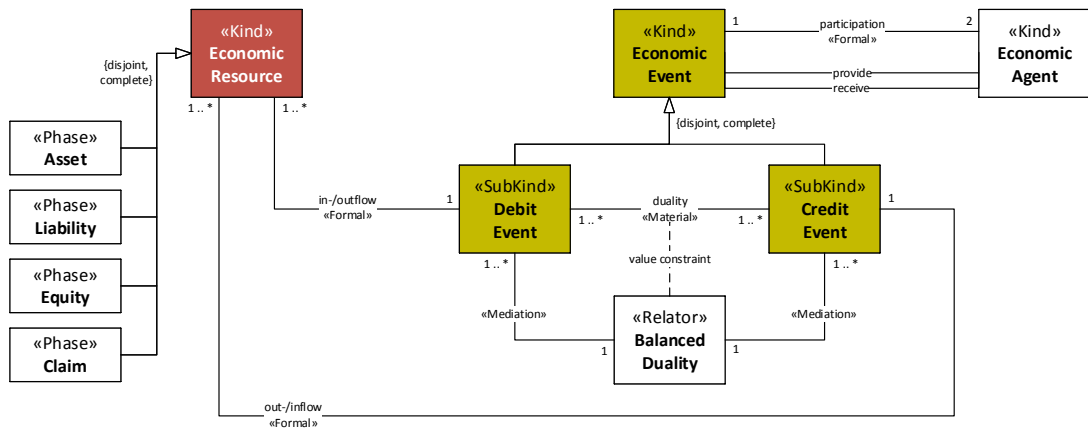 «Kind»
Economic
Resource
{disjoint,
complete}
1 .. *
1 .. *
«Kind»
Economic
Event
1
participation
2
«Formal»
provide
receive
«Kind»
Economic
Agent
{disjoint, complete}
«Phase»
Asset
«Phase»
Liability
«Phase»
Equity
«Phase»
Claim
in-/outflow
«Formal»
1
«SubKind»
Debit
Event
1 .. *
duality
«Material»
1 .. *
«SubKind»
Credit
Event
1
1 .. *
value constraint
1 .. *
«Mediation»
«Mediation»
1
«Relator»
Balanced
Duality
1
out-/inflow
«Formal»